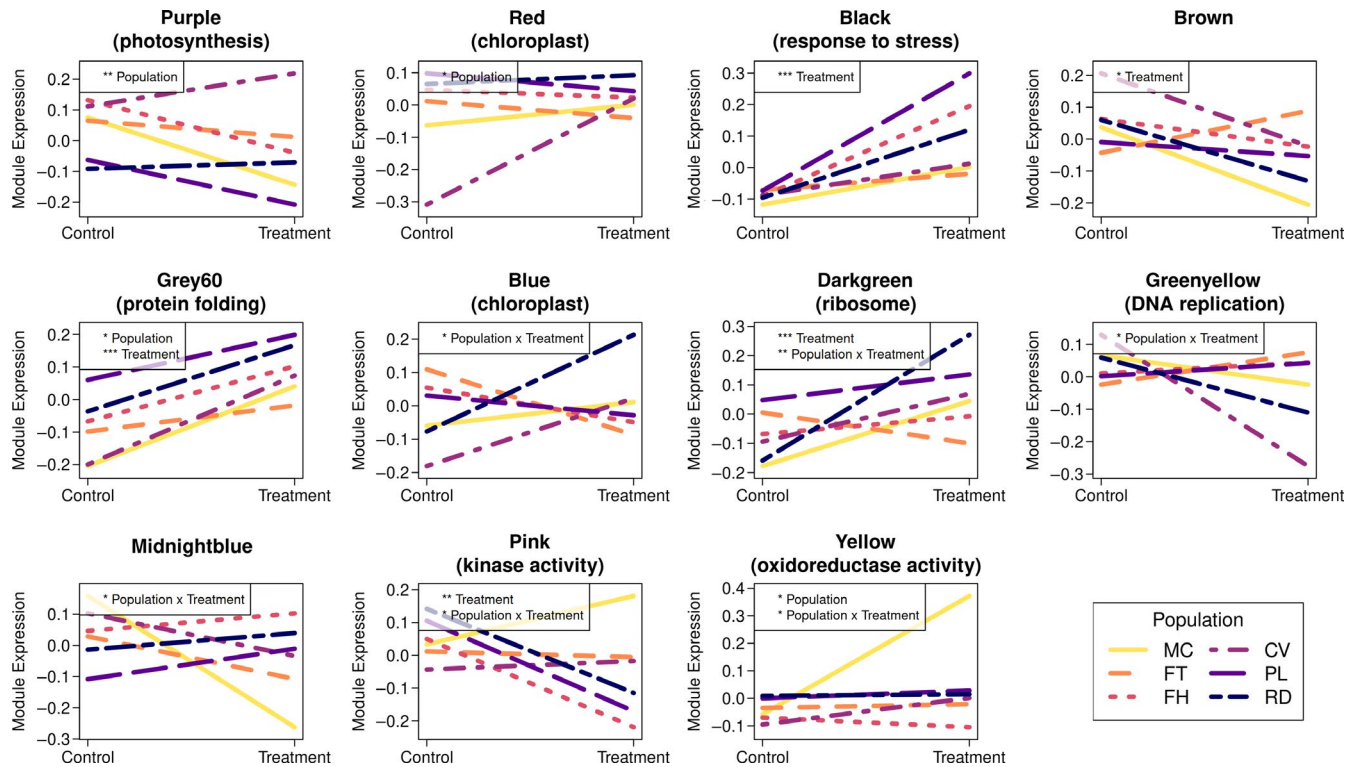 Purple
(photosynthesis)
** Population
Module Expression
0.2
0.1
0.0
−0.1
−0.2
Control Treatment
Red
(chloroplast)
* Population
Module Expression
0.1
0.0
−0.1
−0.2
−0.3
Control Treatment
Black
(response to stress)
*** Treatment
Module Expression
0.3
0.2
0.1
0.0
−0.1
Control Treatment
Brown
* Treatment
Module Expression
0.2
0.1
0.0
−0.1
−0.2
Control Treatment
Grey60
(protein folding)
* Population
*** Treatment
Module Expression
0.2
0.1
0.0
−0.1
−0.2
Control Treatment
Blue
(chloroplast)
* Population x Treatment
Module Expression
0.2
0.1
0.0
−0.1
−0.2
Control Treatment
Darkgreen
(ribosome)
*** Treatment
** Population x Treatment
Module Expression
0.3
0.2
0.1
0.0
−0.1
−0.2
Control Treatment
Greenyellow
(DNA replication)
* Population x Treatment
Module Expression
0.1
0.0
−0.1
−0.2
−0.3
Control Treatment
Midnightblue
* Population x Treatment
Module Expression
0.1
0.0
−0.1
−0.2
−0.3
Control Treatment
Pink
(kinase activity)
** Treatment
* Population x Treatment
Module Expression
0.2
0.1
0.0
−0.1
−0.2
Control Treatment
Yellow
(oxidoreductase activity)
* Population
* Population x Treatment
Module Expression
0.4
0.3
0.2
0.1
0.0
−0.1
Control Treatment
Population
MC CV
FT PL
FH RD